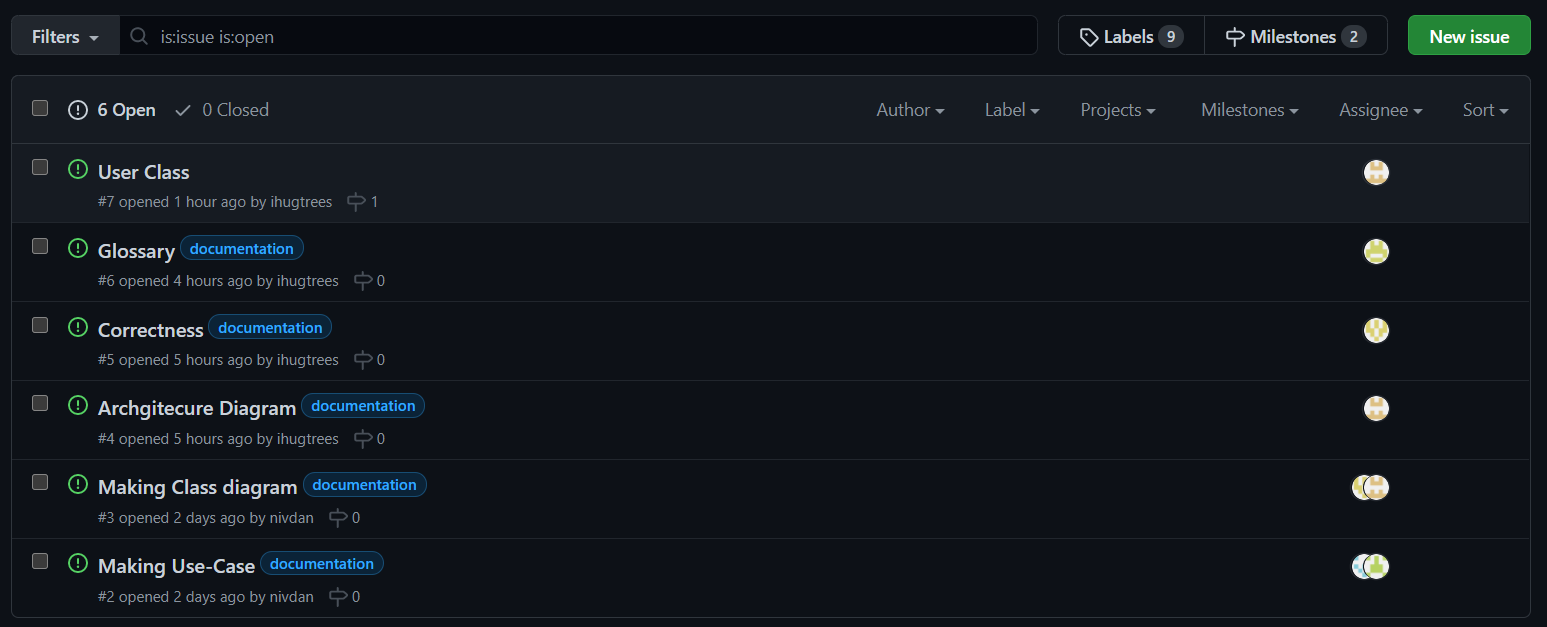 Filters is:issue is:open Labels 9 Milestones 2 New issue
6 Open 0 Closed Author Label Projects Milestones Assignee Sort
User Class
#7 opened 1 hour ago by ihugtrees 1
Glossary documentation
#6 opened 4 hours ago by ihugtrees 0
Correctness documentation
#5 opened 5 hours ago by ihugtrees 0
Archgitecure Diagram documentation
#4 opened 5 hours ago by ihugtrees 0
Making Class diagram documentation
#3 opened 2 days ago by nivdan 0
Making Use-Case documentation
#2 opened 2 days ago by nivdan 0